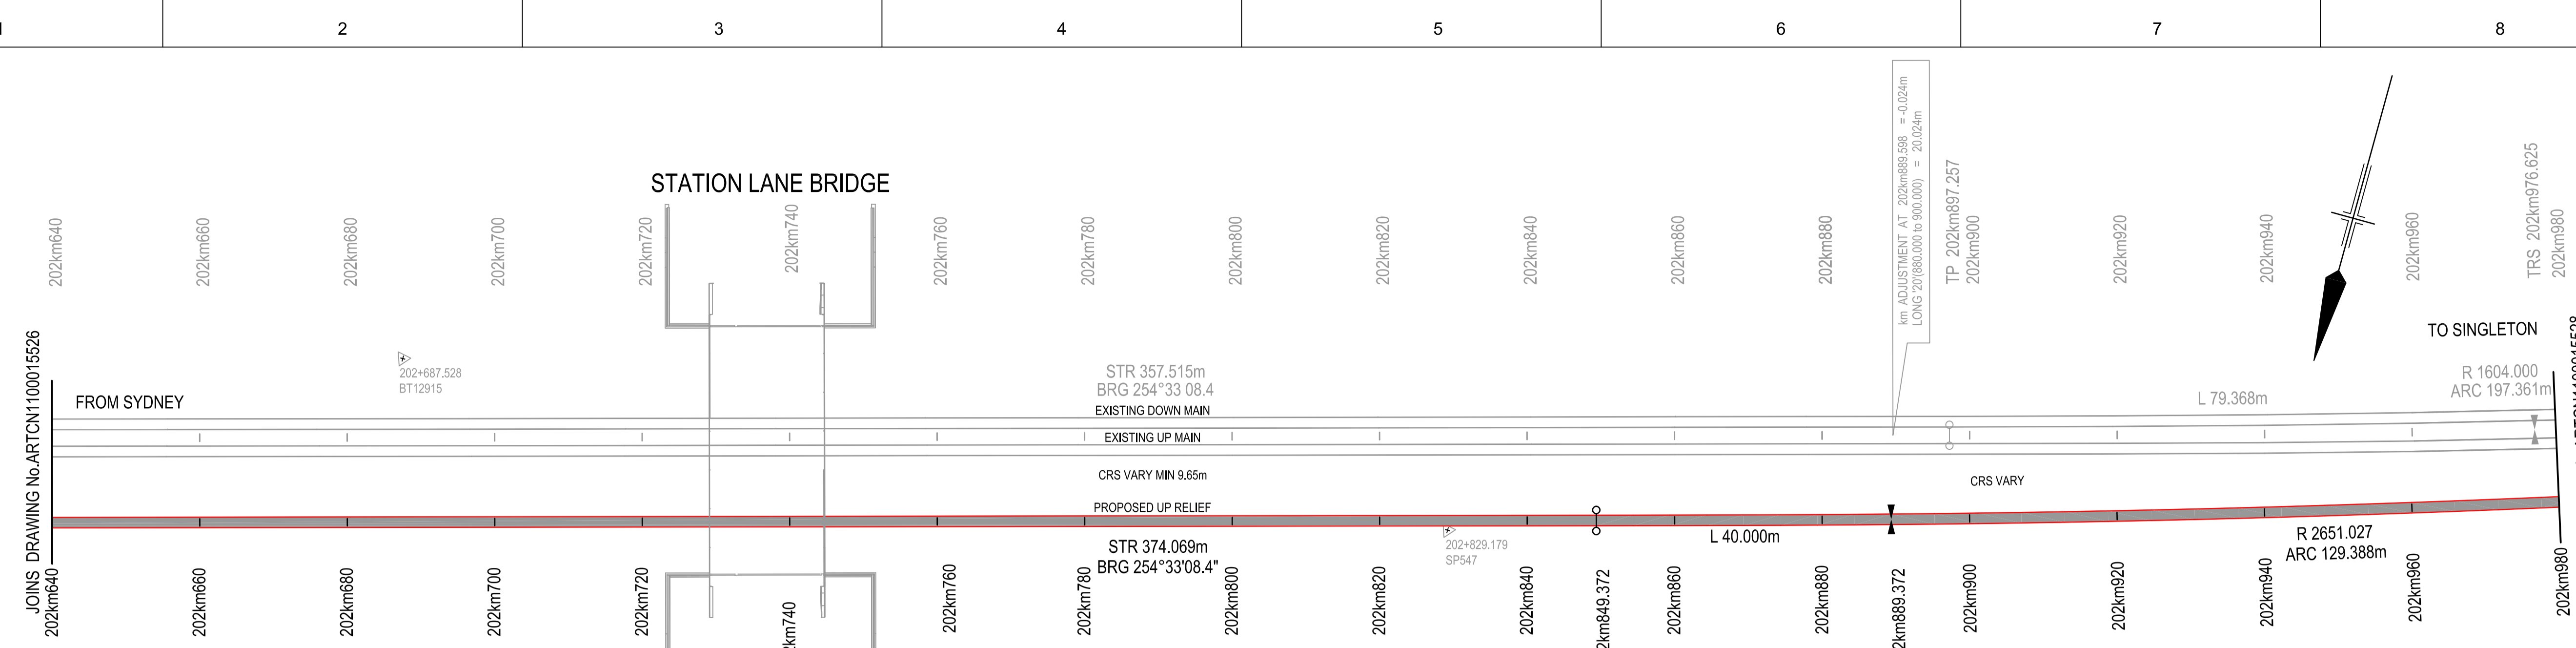 2
3
4
5
6
7
8
STATION LANE BRIDGE
202km640
202km660
202km680
202km700
202km720
202km740
202km760
202km780
202km800
202km820
202km840
202km860
202km880
km ADJUSTMENT AT 202km889.598 = -0.024m
LONG '20'(880.000 to 900.000) = 20.024m
TP 202km897.257
202km900
202km920
202km940
202km960
TRS 202km976.625
202km980
TO SINGLETON
JOINS DRAWING No.ARTCN1100015526
FROM SYDNEY
202+687.528
BT12915
STR 357.515m
BRG 254°33 08.4
EXISTING DOWN MAIN
EXISTING UP MAIN
L 79.368m
R 1604.000
ARC 197.361m
CRS VARY MIN 9.65m
CRS VARY
PROPOSED UP RELIEF
STR 374.069m
BRG 254°33'08.4"
202+829.179
SP547
L 40.000m
R 2651.027
ARC 129.388m
202km640
202km660
202km680
202km700
202km720
2km740
202km760
202km780
202km800
202km820
202km840
2km849.372
202km860
202km880
2km889.372
202km900
202km920
202km940
202km960
202km980